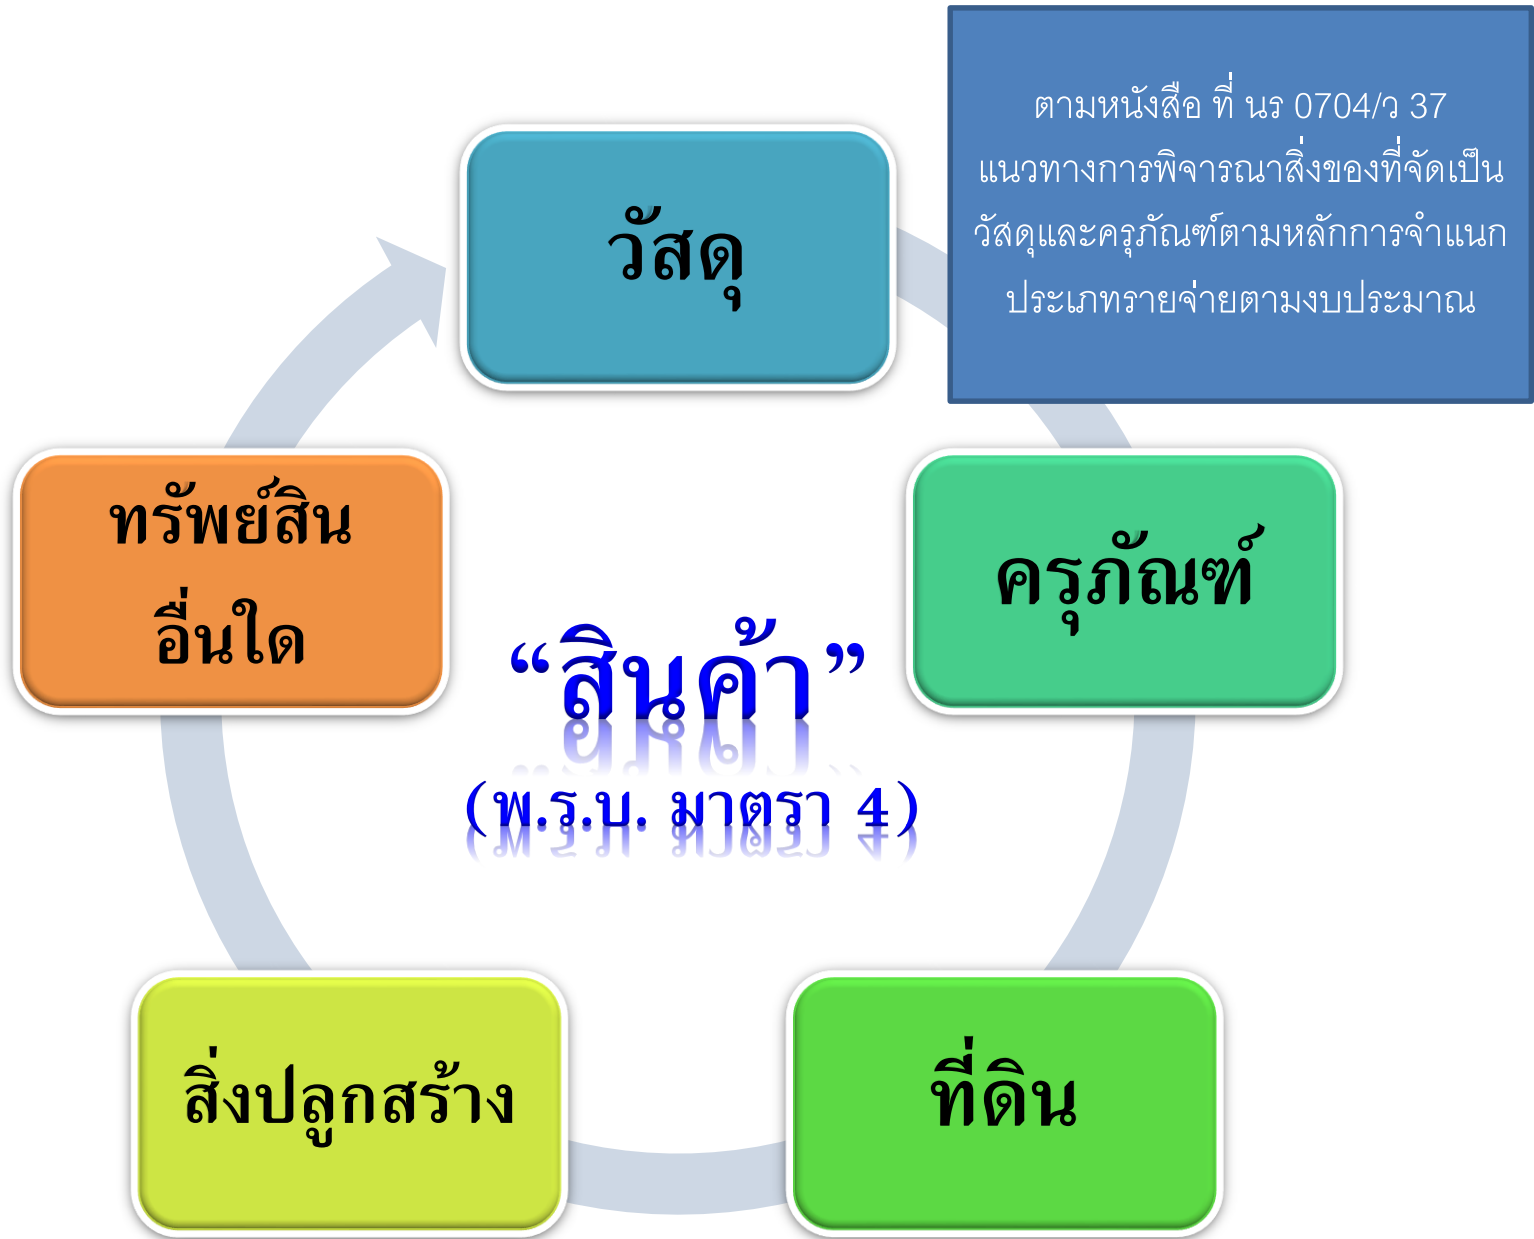 ตามหนังสือ ที่ นร 0704/ว 37
แนวทางการพิจารณาสิ่งของที่จัดเป็น
วัสดุและครุภัณฑ์ตามหลักการจำแนก
ประเภทรายจ่ายตามงบประมาณ
วัสดุ
ครุภัณฑ์
ที่ดิน
สิ่งปลูกสร้าง
ทรัพย์สิน
อื่นใด
“สินค้า”
(พ.ร.บ. มาตรา 4)